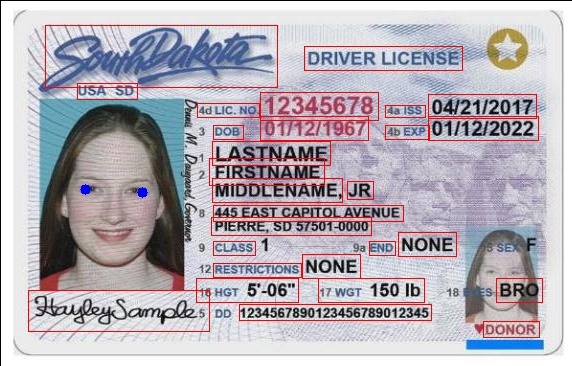 South Dakota
DRIVER LICENSE
USA SD
4d LIC. NO. 12345678 4a ISS 04/21/2017
3 DOB 01/12/1967 4b EXP 01/12/2022
1 LASTNAME
2 FIRSTNAME
MIDDLENAME, JR
8 445 EAST CAPITOL AVENUE
PIERRE, SD 57501-0000
9 CLASS 1 9a END NONE 15 SEX F
12 RESTRICTIONS NONE
16 HGT 5'-06" 17 WGT 150 lb 18 EYES BRO
5 DD 1234567890123456789012345
Dennis M. Daugaard, Governor
HayleySample
DONOR